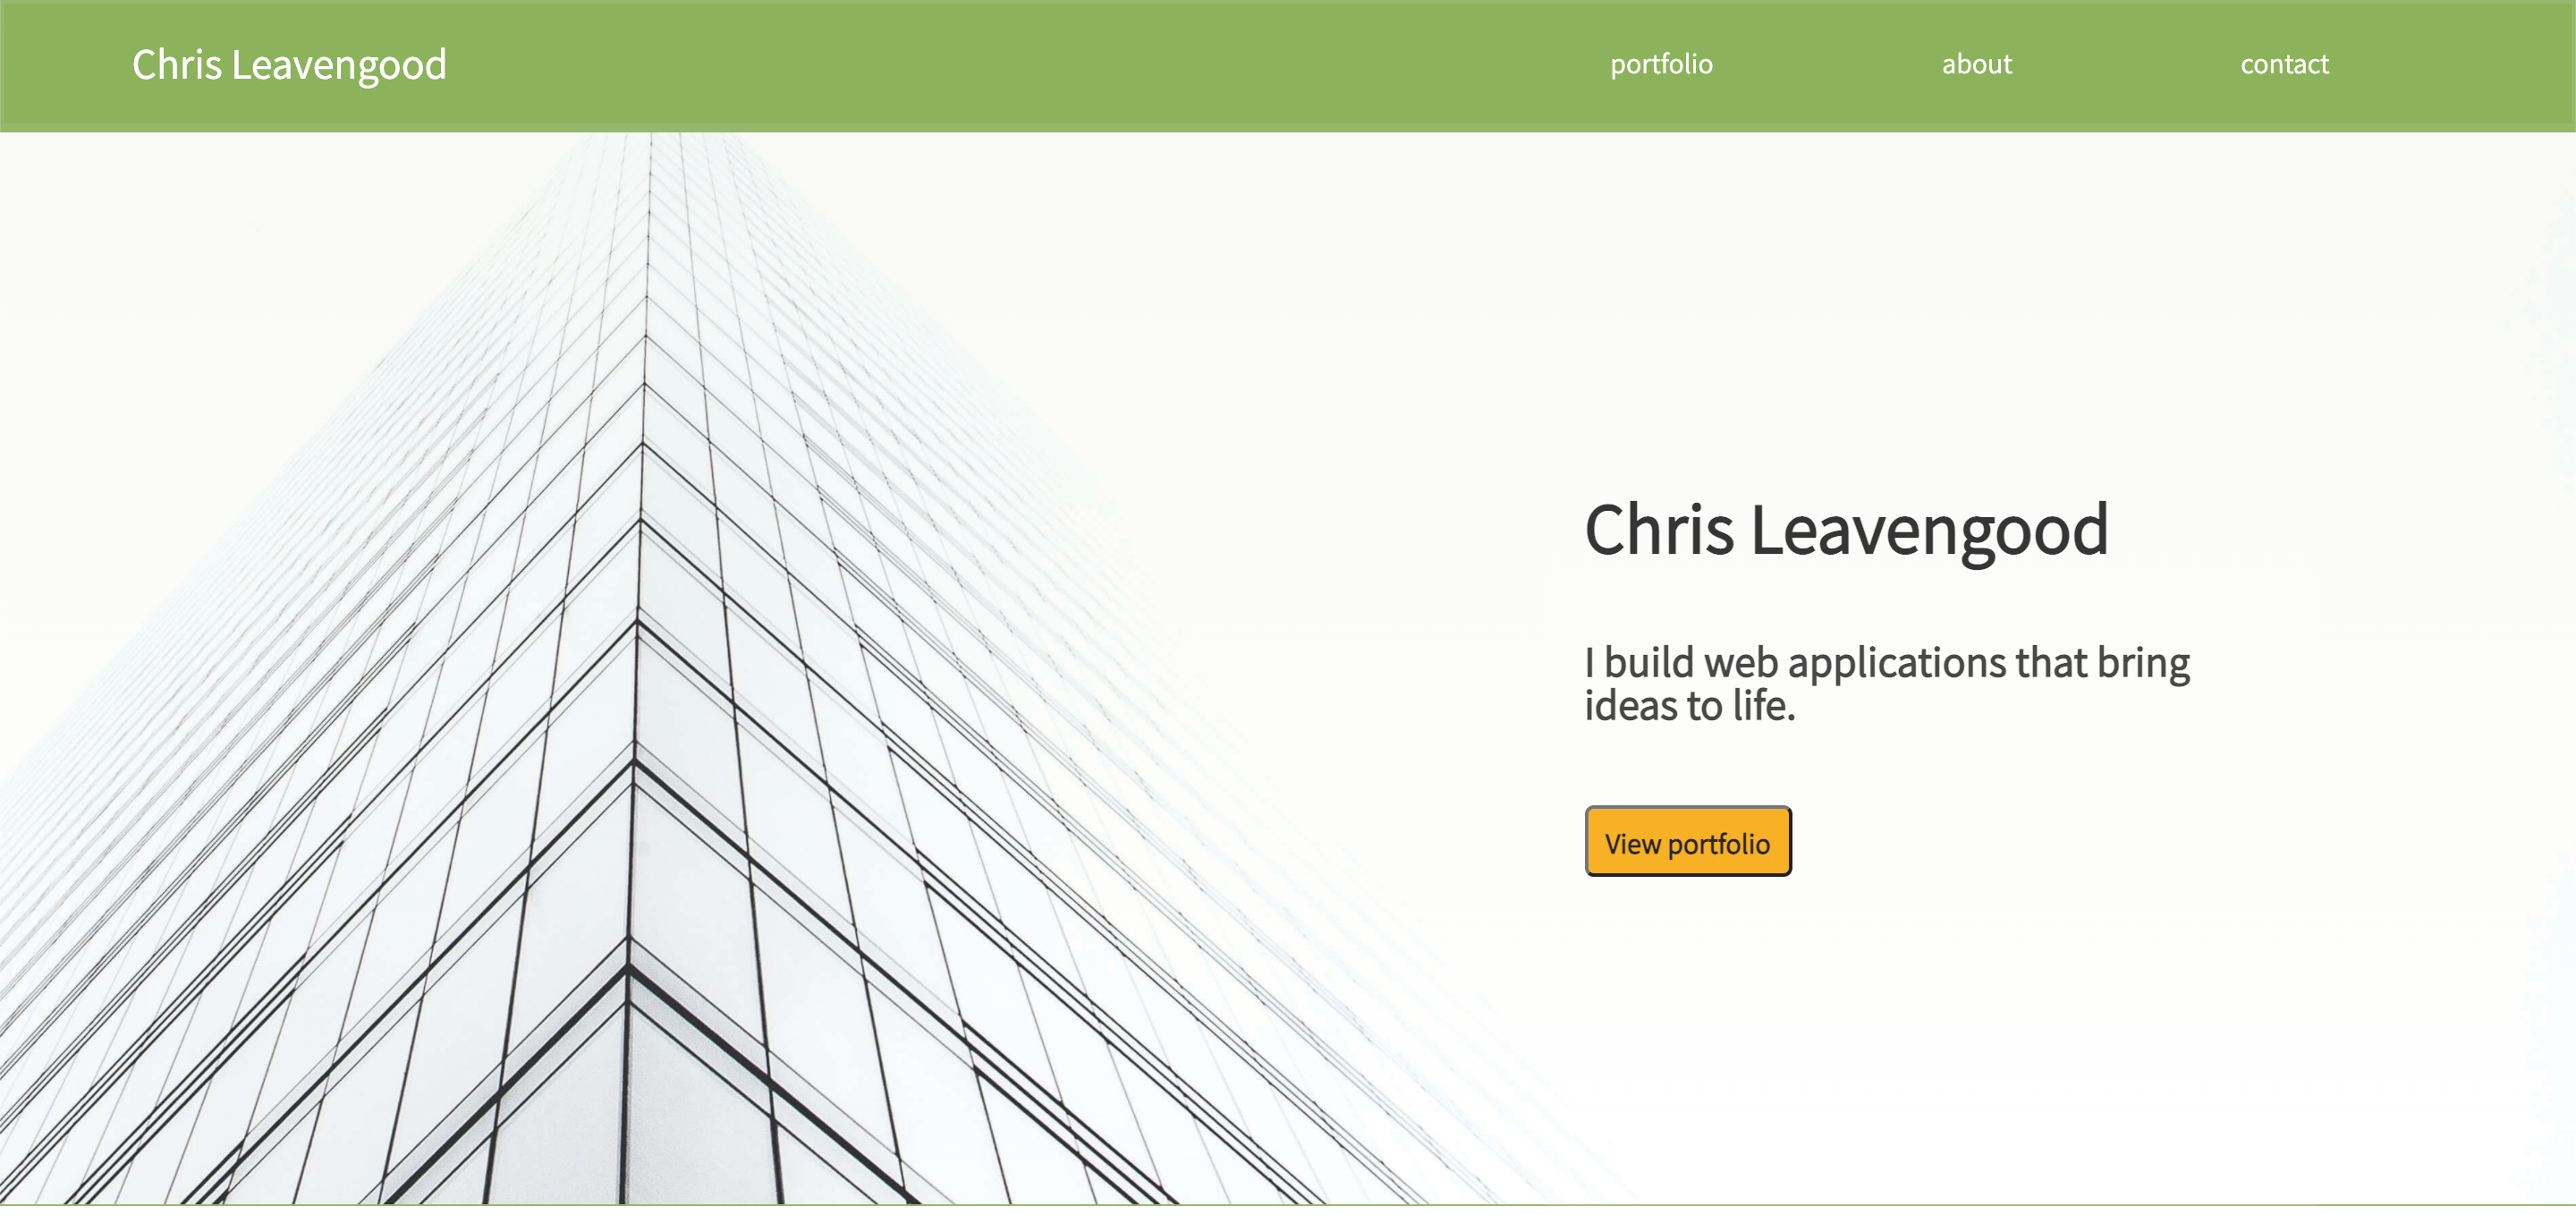 Chris Leavengood
portfolio
about
contact
Chris Leavengood
I build web applications that bring
ideas to life.
View portfolio